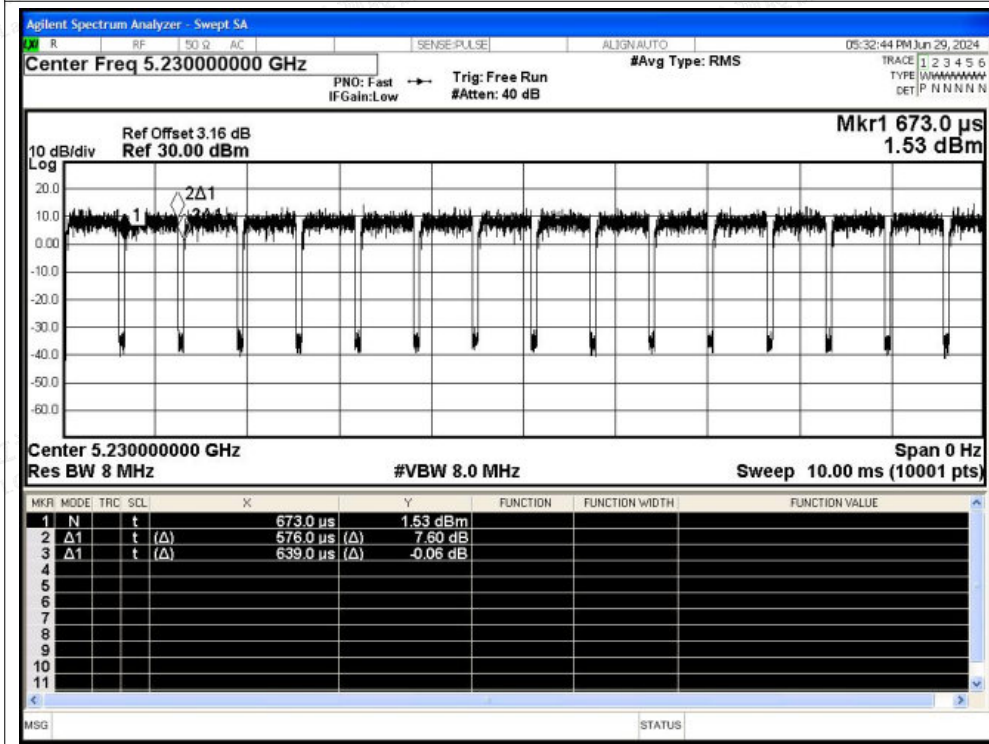 Agilent Spectrum Analyzer - Swept SA
LXI R RF 50 Ω AC SENSE:PULSE ALIGN AUTO 05:32:44 PM Jun 29, 2024
Center Freq 5.230000000 GHz #Avg Type: RMS TRACE 1 2 3 4 5 6
PNO: Fast Trig: Free Run TYPE WWWWWW
IFGain:Low #Atten: 40 dB DET P N N N N N
Mkr1 673.0 µs
Ref Offset 3.16 dB
10 dB/div Ref 30.00 dBm 1.53 dBm
Log
20.0
10.0
0.00
-10.0
-20.0
-30.0
-40.0
-50.0
-60.0
2Δ1
1
Center 5.230000000 GHz Span 0 Hz
Res BW 8 MHz #VBW 8.0 MHz Sweep 10.00 ms (10001 pts)
MKR MODE TRC SCL X Y FUNCTION FUNCTION WIDTH FUNCTION VALUE
1 N t 673.0 µs 1.53 dBm
2 Δ1 t (Δ) 576.0 µs (Δ) 7.60 dB
3 Δ1 t (Δ) 639.0 µs (Δ) -0.06 dB
4
5
6
7
8
9
10
11
MSG STATUS